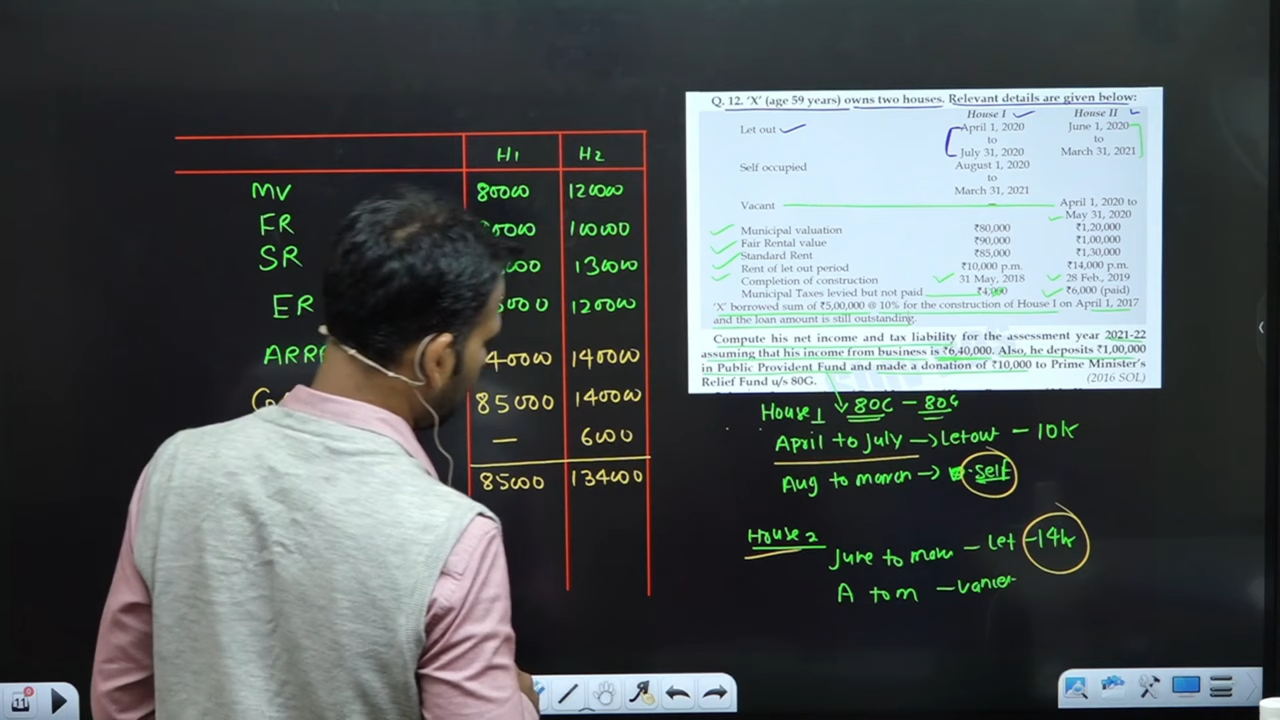 H1 H2
MV 80000 120000
FR 100000
SR 130000
ER 120000
40000 140000
85000 140000
— 6000
85000 134000
Q. 12. 'X' (age 59 years) owns two houses. Relevant details are given below:
House I House II
Let out April 1, 2020 June 1, 2020
to to
July 31, 2020 March 31, 2021
Self occupied August 1, 2020
to
March 31, 2021
Vacant – April 1, 2020 to
May 31, 2020
Municipal valuation ₹80,000 ₹1,20,000
Fair Rental value ₹90,000 ₹1,00,000
Standard Rent ₹85,000 ₹1,30,000
Rent of let out period ₹10,000 p.m. ₹14,000 p.m.
Completion of construction 31 May, 2018 28 Feb., 2019
Municipal Taxes levied but not paid ₹4,000 ₹6,000 (paid)
'X' borrowed sum of ₹5,00,000 @ 10% for the construction of House I on April 1, 2017
and the loan amount is still outstanding.
Compute his net income and tax liability for the assessment year 2021-22
assuming that his income from business is ₹6,40,000. Also, he deposits ₹1,00,000
in Public Provident Fund and made a donation of ₹10,000 to Prime Minister's
Relief Fund u/s 80G. (2016 SOL)
House 1 80C – 80G
April to July → Letout – 10k
Aug to march → Self
House 2
June to – Let – 14k
A to m –
11